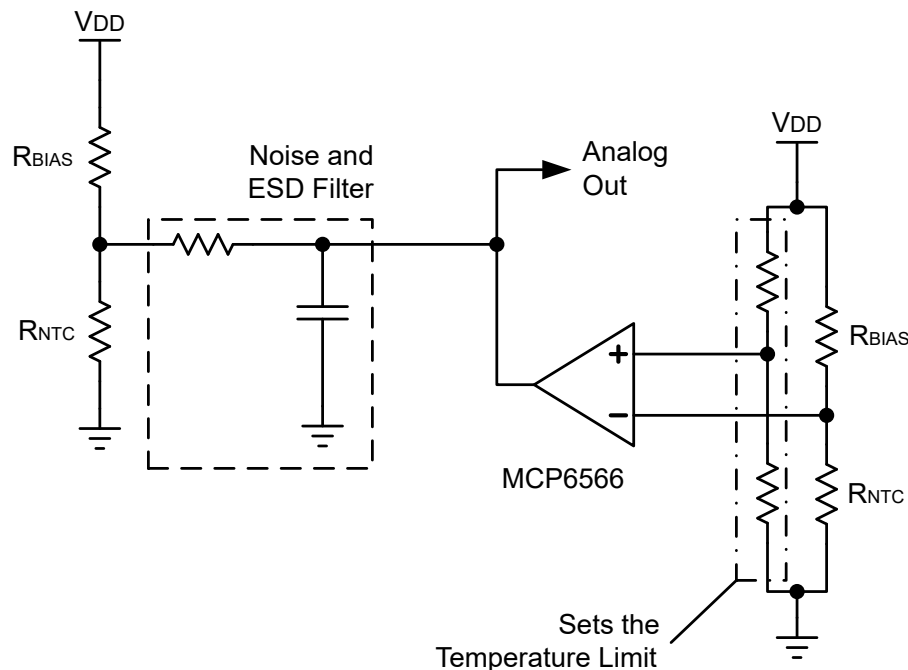 VDD
RBIAS
RNTC
Noise and
ESD Filter
Analog
Out
+
−
MCP6566
VDD
RBIAS
RNTC
Sets the
Temperature Limit